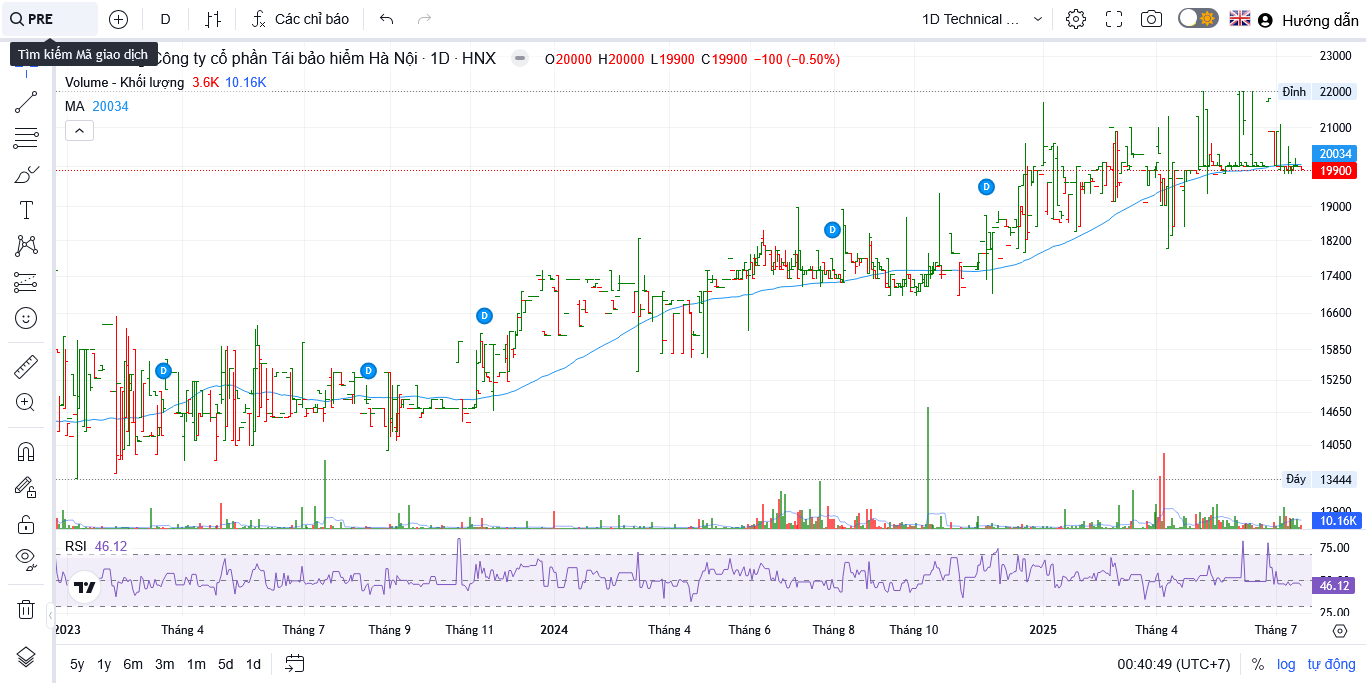 PRE
D
Các chỉ báo
1D Technical ...
Hướng dẫn
Tìm kiếm Mã giao dịch
Công ty cổ phần Tái bảo hiểm Hà Nội · 1D · HNX
O20000 H20000 L19900 C19900 −100 (−0.50%)
Volume - Khối lượng 3.6K 10.16K
MA 20034
23000
Đỉnh 22000
21000
20034
19900
19000
18200
17400
16600
15850
15250
14650
14050
Đáy 13444
12900
10.16K
D
D
D
D
D
RSI 46.12
75.00
46.12
25.00
2023
Tháng 4
Tháng 7
Tháng 9
Tháng 11
2024
Tháng 4
Tháng 6
Tháng 8
Tháng 10
2025
Tháng 4
Tháng 7
5y 1y 6m 3m 1m 5d 1d
00:40:49 (UTC+7)
% log tự động